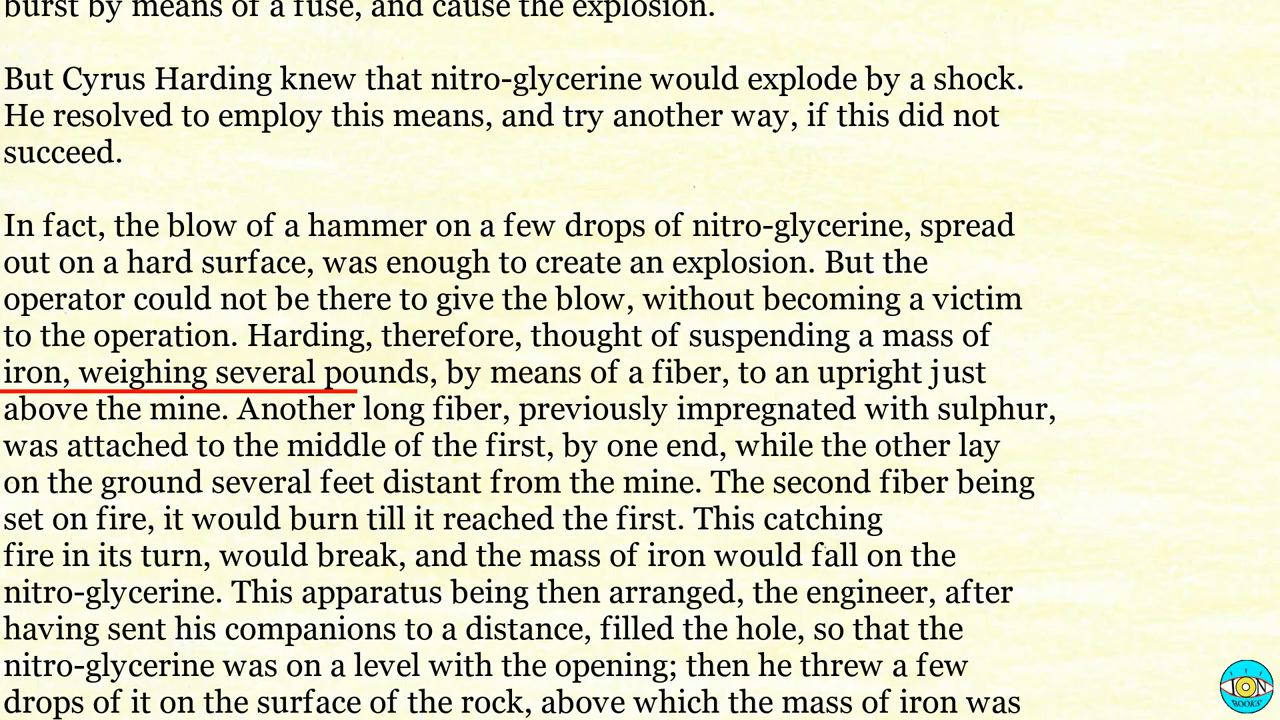 burst by means of a fuse, and cause the explosion.
But Cyrus Harding knew that nitro-glycerine would explode by a shock.
He resolved to employ this means, and try another way, if this did not
succeed.
In fact, the blow of a hammer on a few drops of nitro-glycerine, spread
out on a hard surface, was enough to create an explosion. But the
operator could not be there to give the blow, without becoming a victim
to the operation. Harding, therefore, thought of suspending a mass of
iron, weighing several pounds, by means of a fiber, to an upright just
above the mine. Another long fiber, previously impregnated with sulphur,
was attached to the middle of the first, by one end, while the other lay
on the ground several feet distant from the mine. The second fiber being
set on fire, it would burn till it reached the first. This catching
fire in its turn, would break, and the mass of iron would fall on the
nitro-glycerine. This apparatus being then arranged, the engineer, after
having sent his companions to a distance, filled the hole, so that the
nitro-glycerine was on a level with the opening; then he threw a few
drops of it on the surface of the rock, above which the mass of iron was
ION
BOOKS